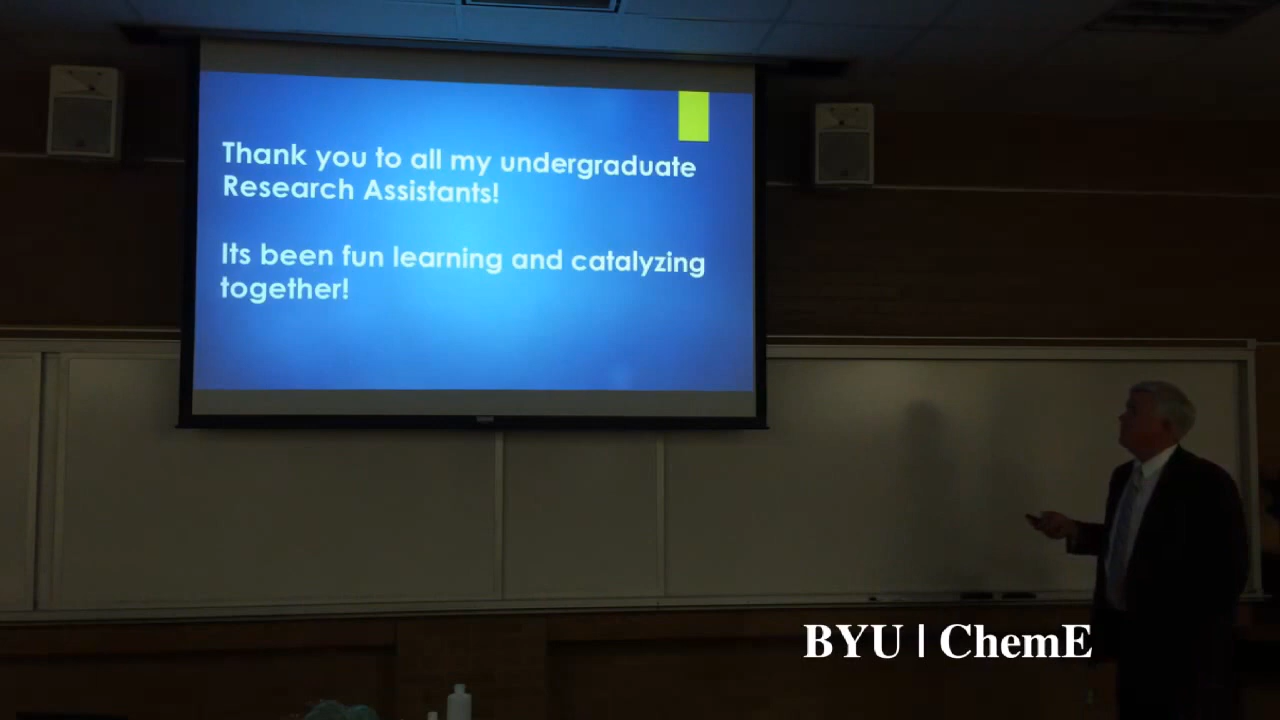 Thank you to all my undergraduate
Research Assistants!
Its been fun learning and catalyzing
together!
BYU | ChemE